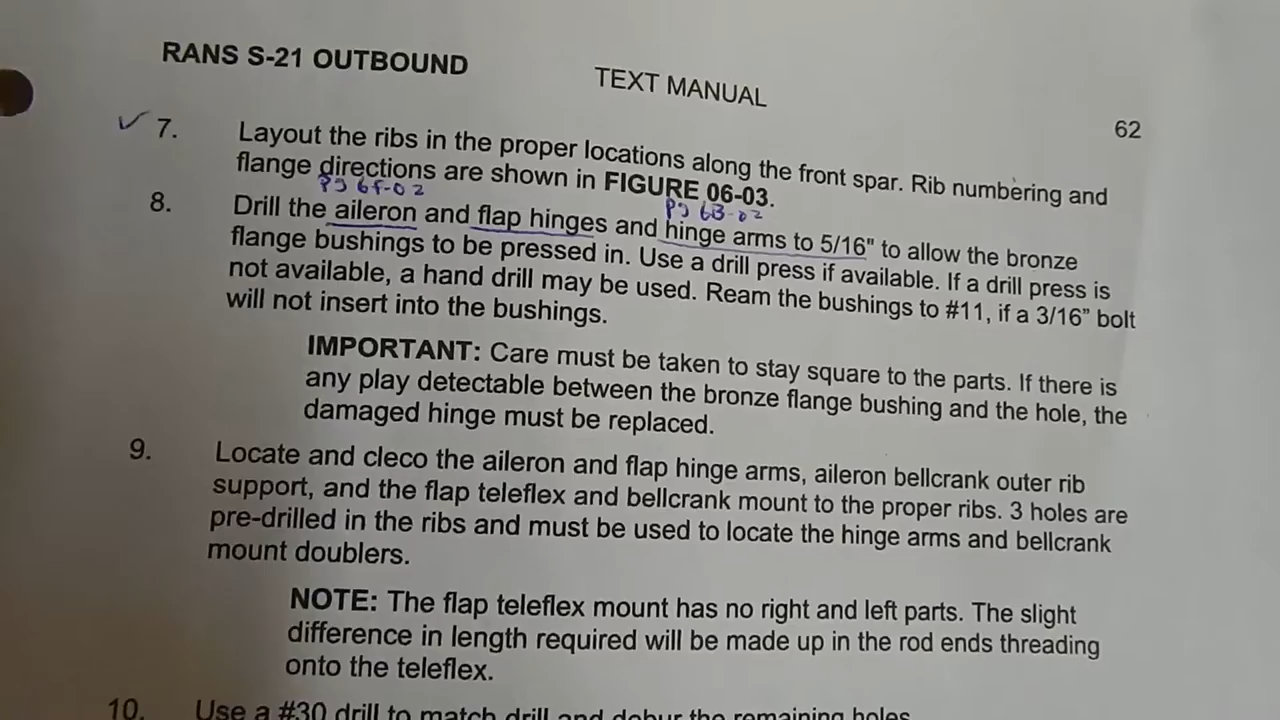 RANS S-21 OUTBOUND
TEXT MANUAL
62
✓ 7. Layout the ribs in the proper locations along the front spar. Rib numbering and
flange directions are shown in FIGURE 06-03.
Pg 6F-02
Pg 6B-02
8. Drill the aileron and flap hinges and hinge arms to 5/16" to allow the bronze
flange bushings to be pressed in. Use a drill press if available. If a drill press is
not available, a hand drill may be used. Ream the bushings to #11, if a 3/16” bolt
will not insert into the bushings.
IMPORTANT: Care must be taken to stay square to the parts. If there is
any play detectable between the bronze flange bushing and the hole, the
damaged hinge must be replaced.
9. Locate and cleco the aileron and flap hinge arms, aileron bellcrank outer rib
support, and the flap teleflex and bellcrank mount to the proper ribs. 3 holes are
pre-drilled in the ribs and must be used to locate the hinge arms and bellcrank
mount doublers.
NOTE: The flap teleflex mount has no right and left parts. The slight
difference in length required will be made up in the rod ends threading
onto the teleflex.
10. Use a #30 drill to match drill and debur the remaining holes.